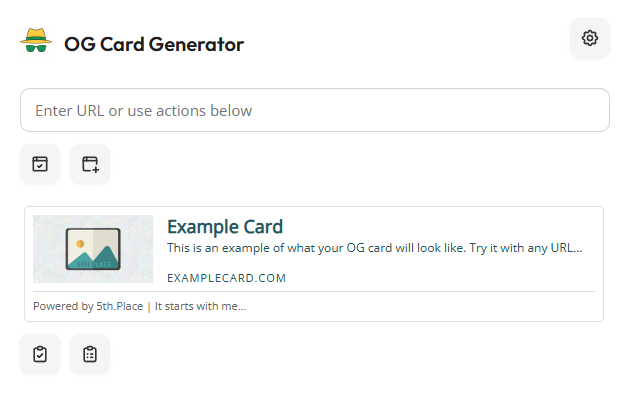 OG Card Generator
Enter URL or use actions below
Example Card
This is an example of what your OG card will look like. Try it with any URL...
EXAMPLECARD.COM
Powered by 5th.Place | It starts with me...